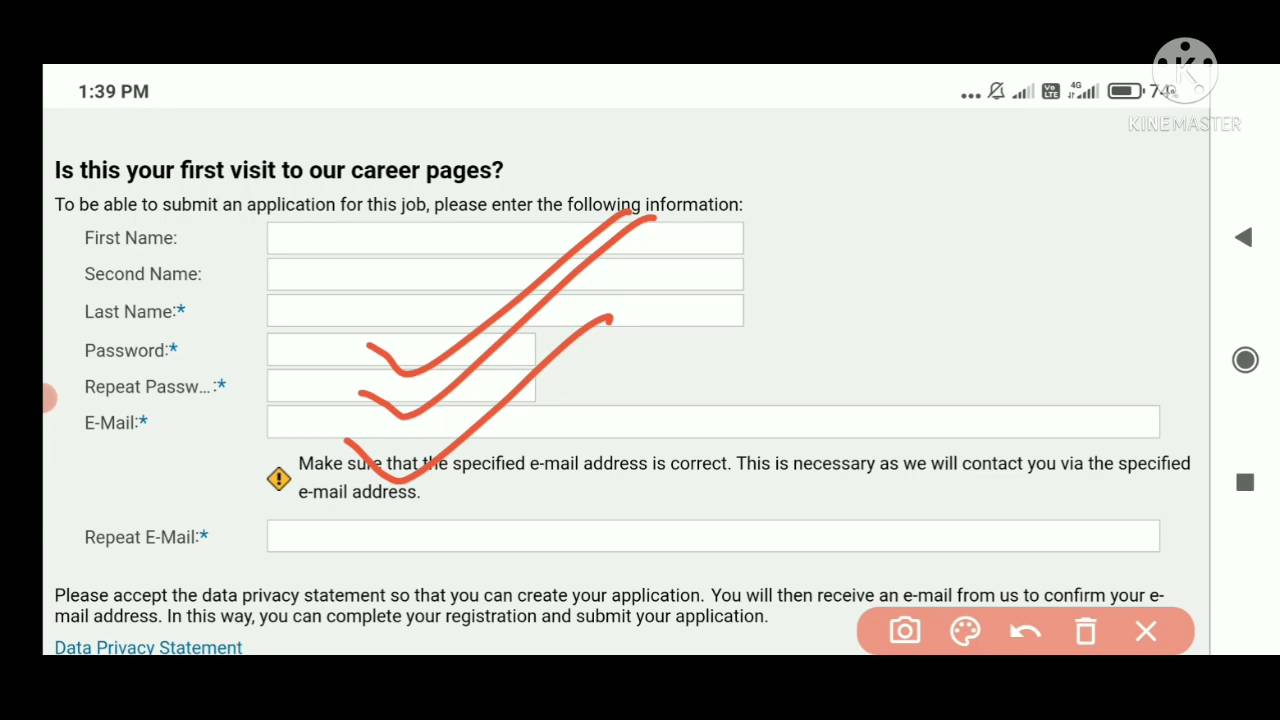 1:39 PM
Vo LTE
4G
KINEMASTER
Is this your first visit to our career pages?
To be able to submit an application for this job, please enter the following information:
First Name:
Second Name:
Last Name:*
Password:*
Repeat Passw...:*
E-Mail:*
Make sure that the specified e-mail address is correct. This is necessary as we will contact you via the specified
e-mail address.
Repeat E-Mail:*
Please accept the data privacy statement so that you can create your application. You will then receive an e-mail from us to confirm your e-
mail address. In this way, you can complete your registration and submit your application.
Data Privacy Statement